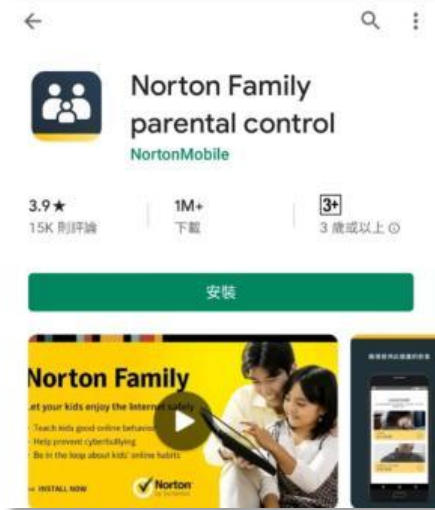 Norton Family
parental control
NortonMobile
3.9★
15K 則評論
1M+
下載
3+
3 歲或以上
安裝
Norton Family
Let your kids enjoy the Internet safely
Teach kids good online behavior
Help prevent cyberbullying
Be in the loop about kids' online habits
INSTALL NOW
Norton
by Symantec